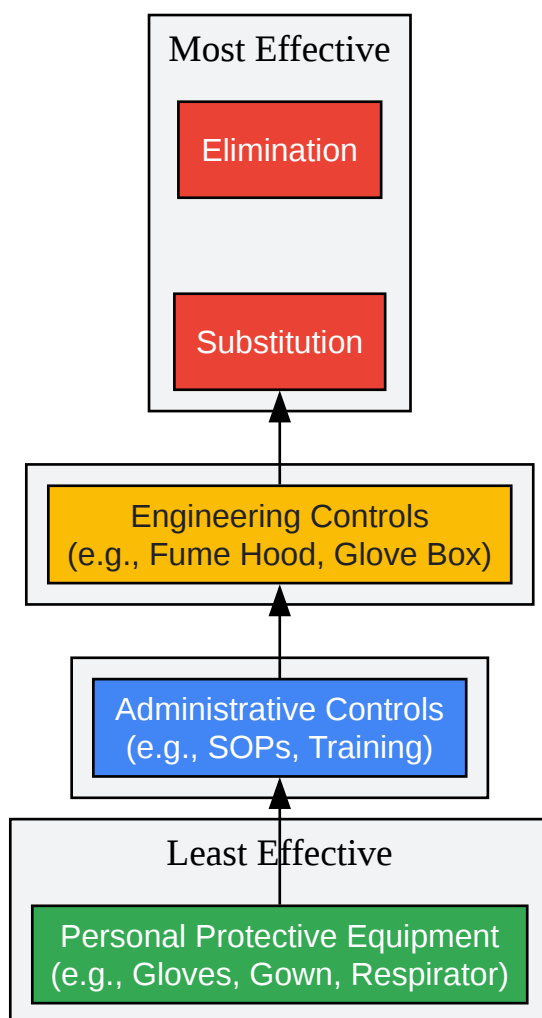 Most Effective
Elimination
Substitution
Engineering Controls
(e.g., Fume Hood, Glove Box)
Administrative Controls
(e.g., SOPs, Training)
Least Effective
Personal Protective Equipment
(e.g., Gloves, Gown, Respirator)